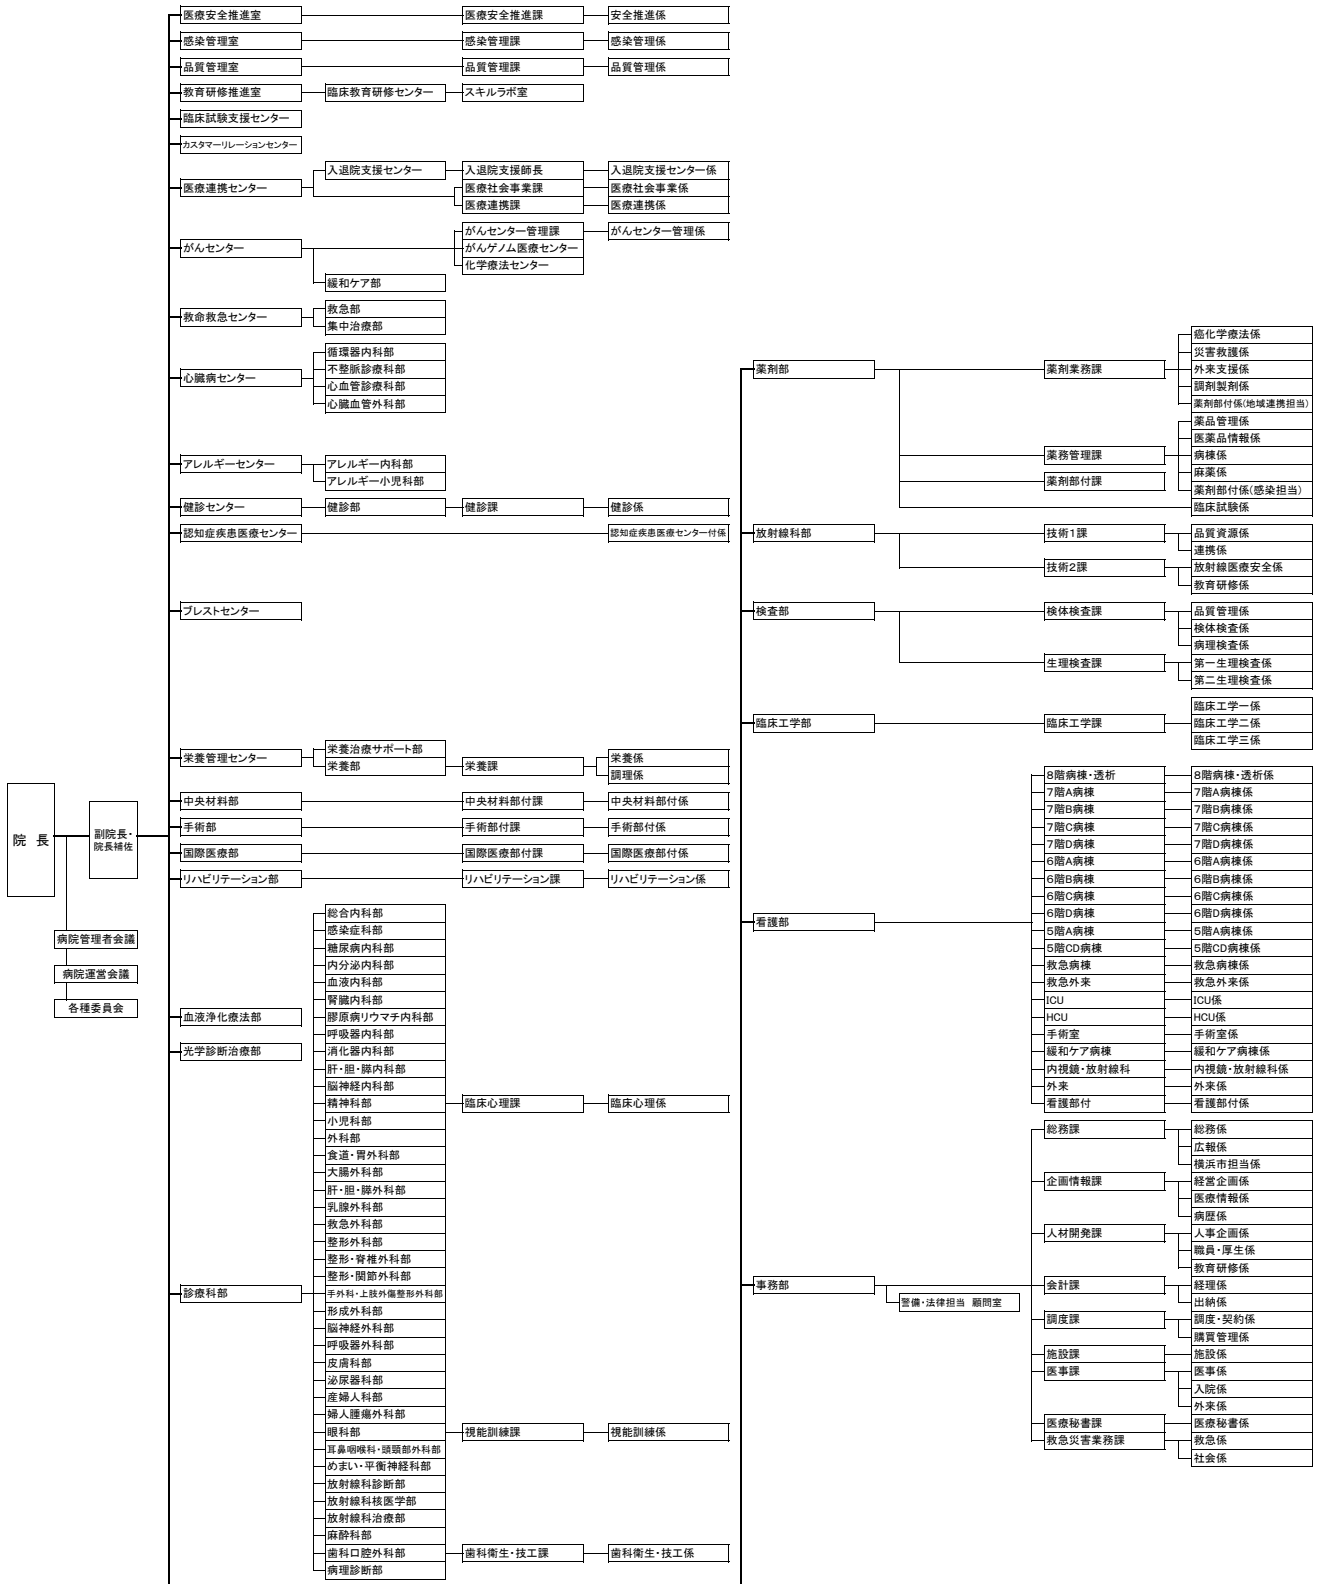 院　長
副院長・
院長補佐
病院管理者会議
病院運営会議
各種委員会
医療安全推進室
医療安全推進課
安全推進係
感染管理室
感染管理課
感染管理係
品質管理室
品質管理課
品質管理係
教育研修推進室
臨床教育研修センター
スキルラボ室
臨床試験支援センター
カスタマーリレーションセンター
医療連携センター
入退院支援センター
入退院支援師長
入退院支援センター係
医療社会事業課
医療社会事業係
医療連携課
医療連携係
がんセンター
がんセンター管理課
がんセンター管理係
がんゲノム医療センター
化学療法センター
緩和ケア部
救命救急センター
救急部
集中治療部
心臓病センター
循環器内科部
不整脈診療科部
心血管診療科部
心臓血管外科部
アレルギーセンター
アレルギー内科部
アレルギー小児科部
健診センター
健診部
健診課
健診係
認知症疾患医療センター
認知症疾患医療センター付係
ブレストセンター
栄養管理センター
栄養治療サポート部
栄養部
栄養課
栄養係
調理係
中央材料部
中央材料部付課
中央材料部付係
手術部
手術部付課
手術部付係
国際医療部
国際医療部付課
国際医療部付係
リハビリテーション部
リハビリテーション課
リハビリテーション係
血液浄化療法部
光学診断治療部
診療科部
総合内科部
感染症科部
糖尿病内科部
内分泌内科部
血液内科部
腎臓内科部
膠原病リウマチ内科部
呼吸器内科部
消化器内科部
肝・胆・膵内科部
脳神経内科部
精神科部
臨床心理課
臨床心理係
小児科部
外科部
食道・胃外科部
大腸外科部
肝・胆・膵外科部
乳腺外科部
救急外科部
整形外科部
整形・脊椎外科部
整形・関節外科部
手外科・上肢外傷整形外科部
形成外科部
脳神経外科部
呼吸器外科部
皮膚科部
泌尿器科部
産婦人科部
婦人腫瘍外科部
眼科部
視能訓練課
視能訓練係
耳鼻咽喉科・頭頸部外科部
めまい・平衡神経科部
放射線科診断部
放射線科核医学部
放射線科治療部
麻酔科部
歯科口腔外科部
歯科衛生・技工課
歯科衛生・技工係
病理診断部
薬剤部
薬剤業務課
癌化学療法係
災害救護係
外来支援係
調剤製剤係
薬剤部付係(地域連携担当)
薬務管理課
薬品管理係
医薬品情報係
病棟係
麻薬係
薬剤部付係(感染担当)
薬剤部付課
臨床試験係
放射線科部
技術1課
品質資源係
連携係
技術2課
放射線医療安全係
教育研修係
検査部
検体検査課
品質管理係
検体検査係
病理検査係
生理検査課
第一生理検査係
第二生理検査係
臨床工学部
臨床工学課
臨床工学一係
臨床工学二係
臨床工学三係
看護部
8階病棟・透析
8階病棟・透析係
7階A病棟
7階A病棟係
7階B病棟
7階B病棟係
7階C病棟
7階C病棟係
7階D病棟
7階D病棟係
6階A病棟
6階A病棟係
6階B病棟
6階B病棟係
6階C病棟
6階C病棟係
6階D病棟
6階D病棟係
5階A病棟
5階A病棟係
5階CD病棟
5階CD病棟係
救急病棟
救急病棟係
救急外来
救急外来係
ICU
ICU係
HCU
HCU係
手術室
手術室係
緩和ケア病棟
緩和ケア病棟係
内視鏡・放射線科
内視鏡・放射線科係
外来
外来係
看護部付
看護部付係
事務部
警備・法律担当　顧問室
総務課
総務係
広報係
横浜市担当係
企画情報課
経営企画係
医療情報係
病歴係
人材開発課
人事企画係
職員・厚生係
教育研修係
会計課
経理係
出納係
調度課
調度・契約係
購買管理係
施設課
施設係
医事課
医事係
入院係
外来係
医療秘書課
医療秘書係
救急災害業務課
救急係
社会係